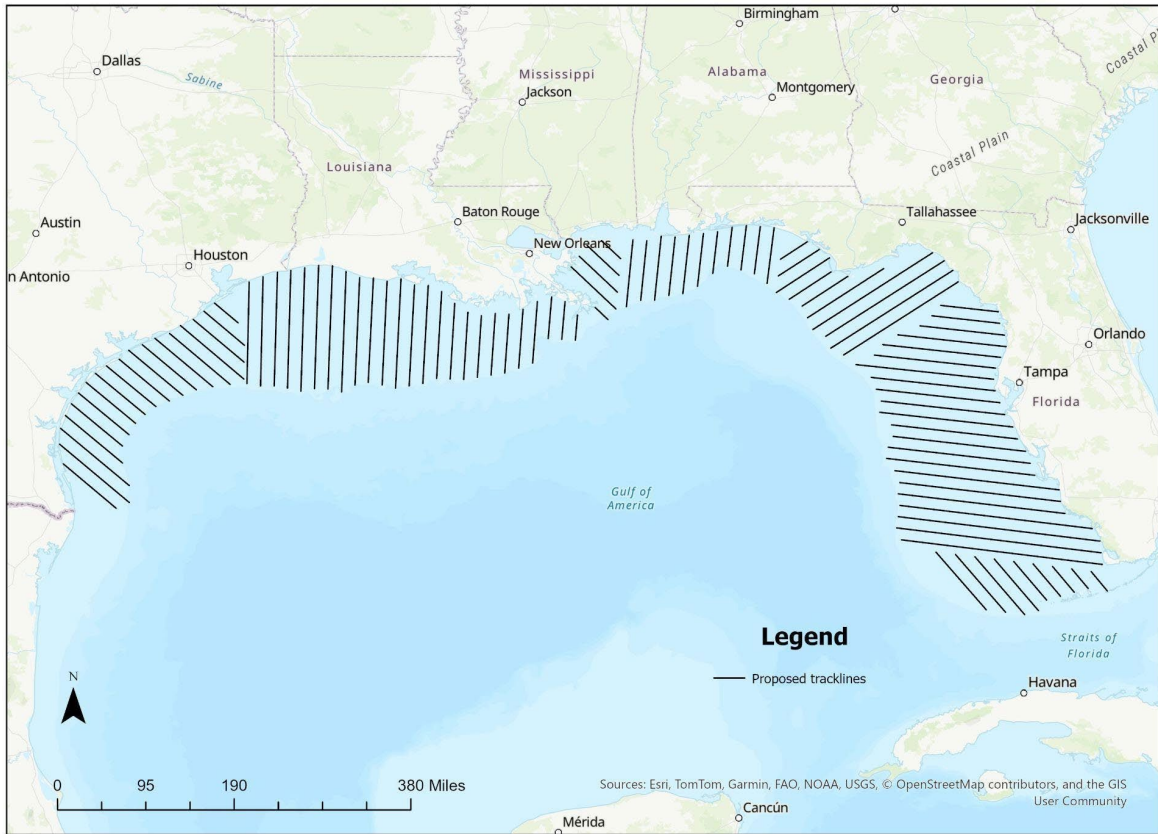 Birmingham
Dallas
Sabine
Mississippi
Alabama
Georgia
Coastal Pl
Jackson
Montgomery
Coastal Plain
Louisiana
Baton Rouge
Tallahassee
Jacksonville
Austin
New Orleans
Houston
n Antonio
Orlando
Tampa
Florida
Gulf of
America
Legend
Straits of
Florida
Proposed tracklines
Havana
N
0 95 190 380 Miles
Sources: Esri, TomTom, Garmin, FAO, NOAA, USGS, © OpenStreetMap contributors, and the GIS
User Community
Cancún
Mérida